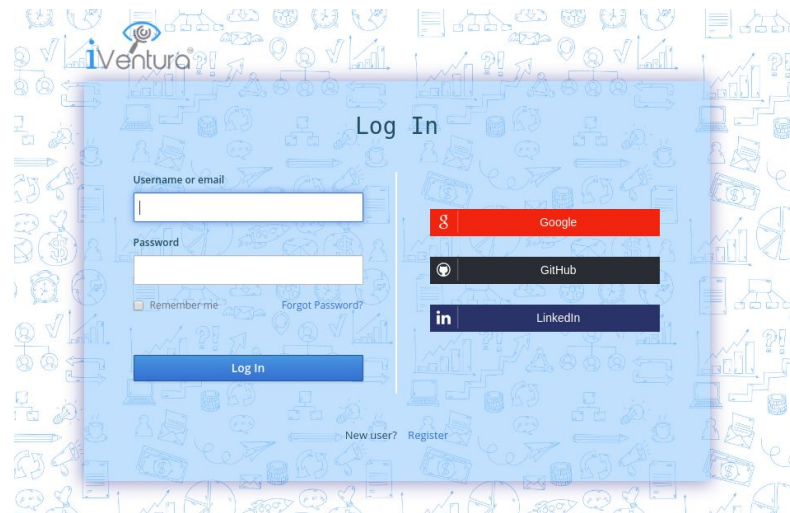 iVentura®
Log In
Username or email
Password
Remember me
Forgot Password?
Log In
Google
GitHub
in
LinkedIn
New user? Register